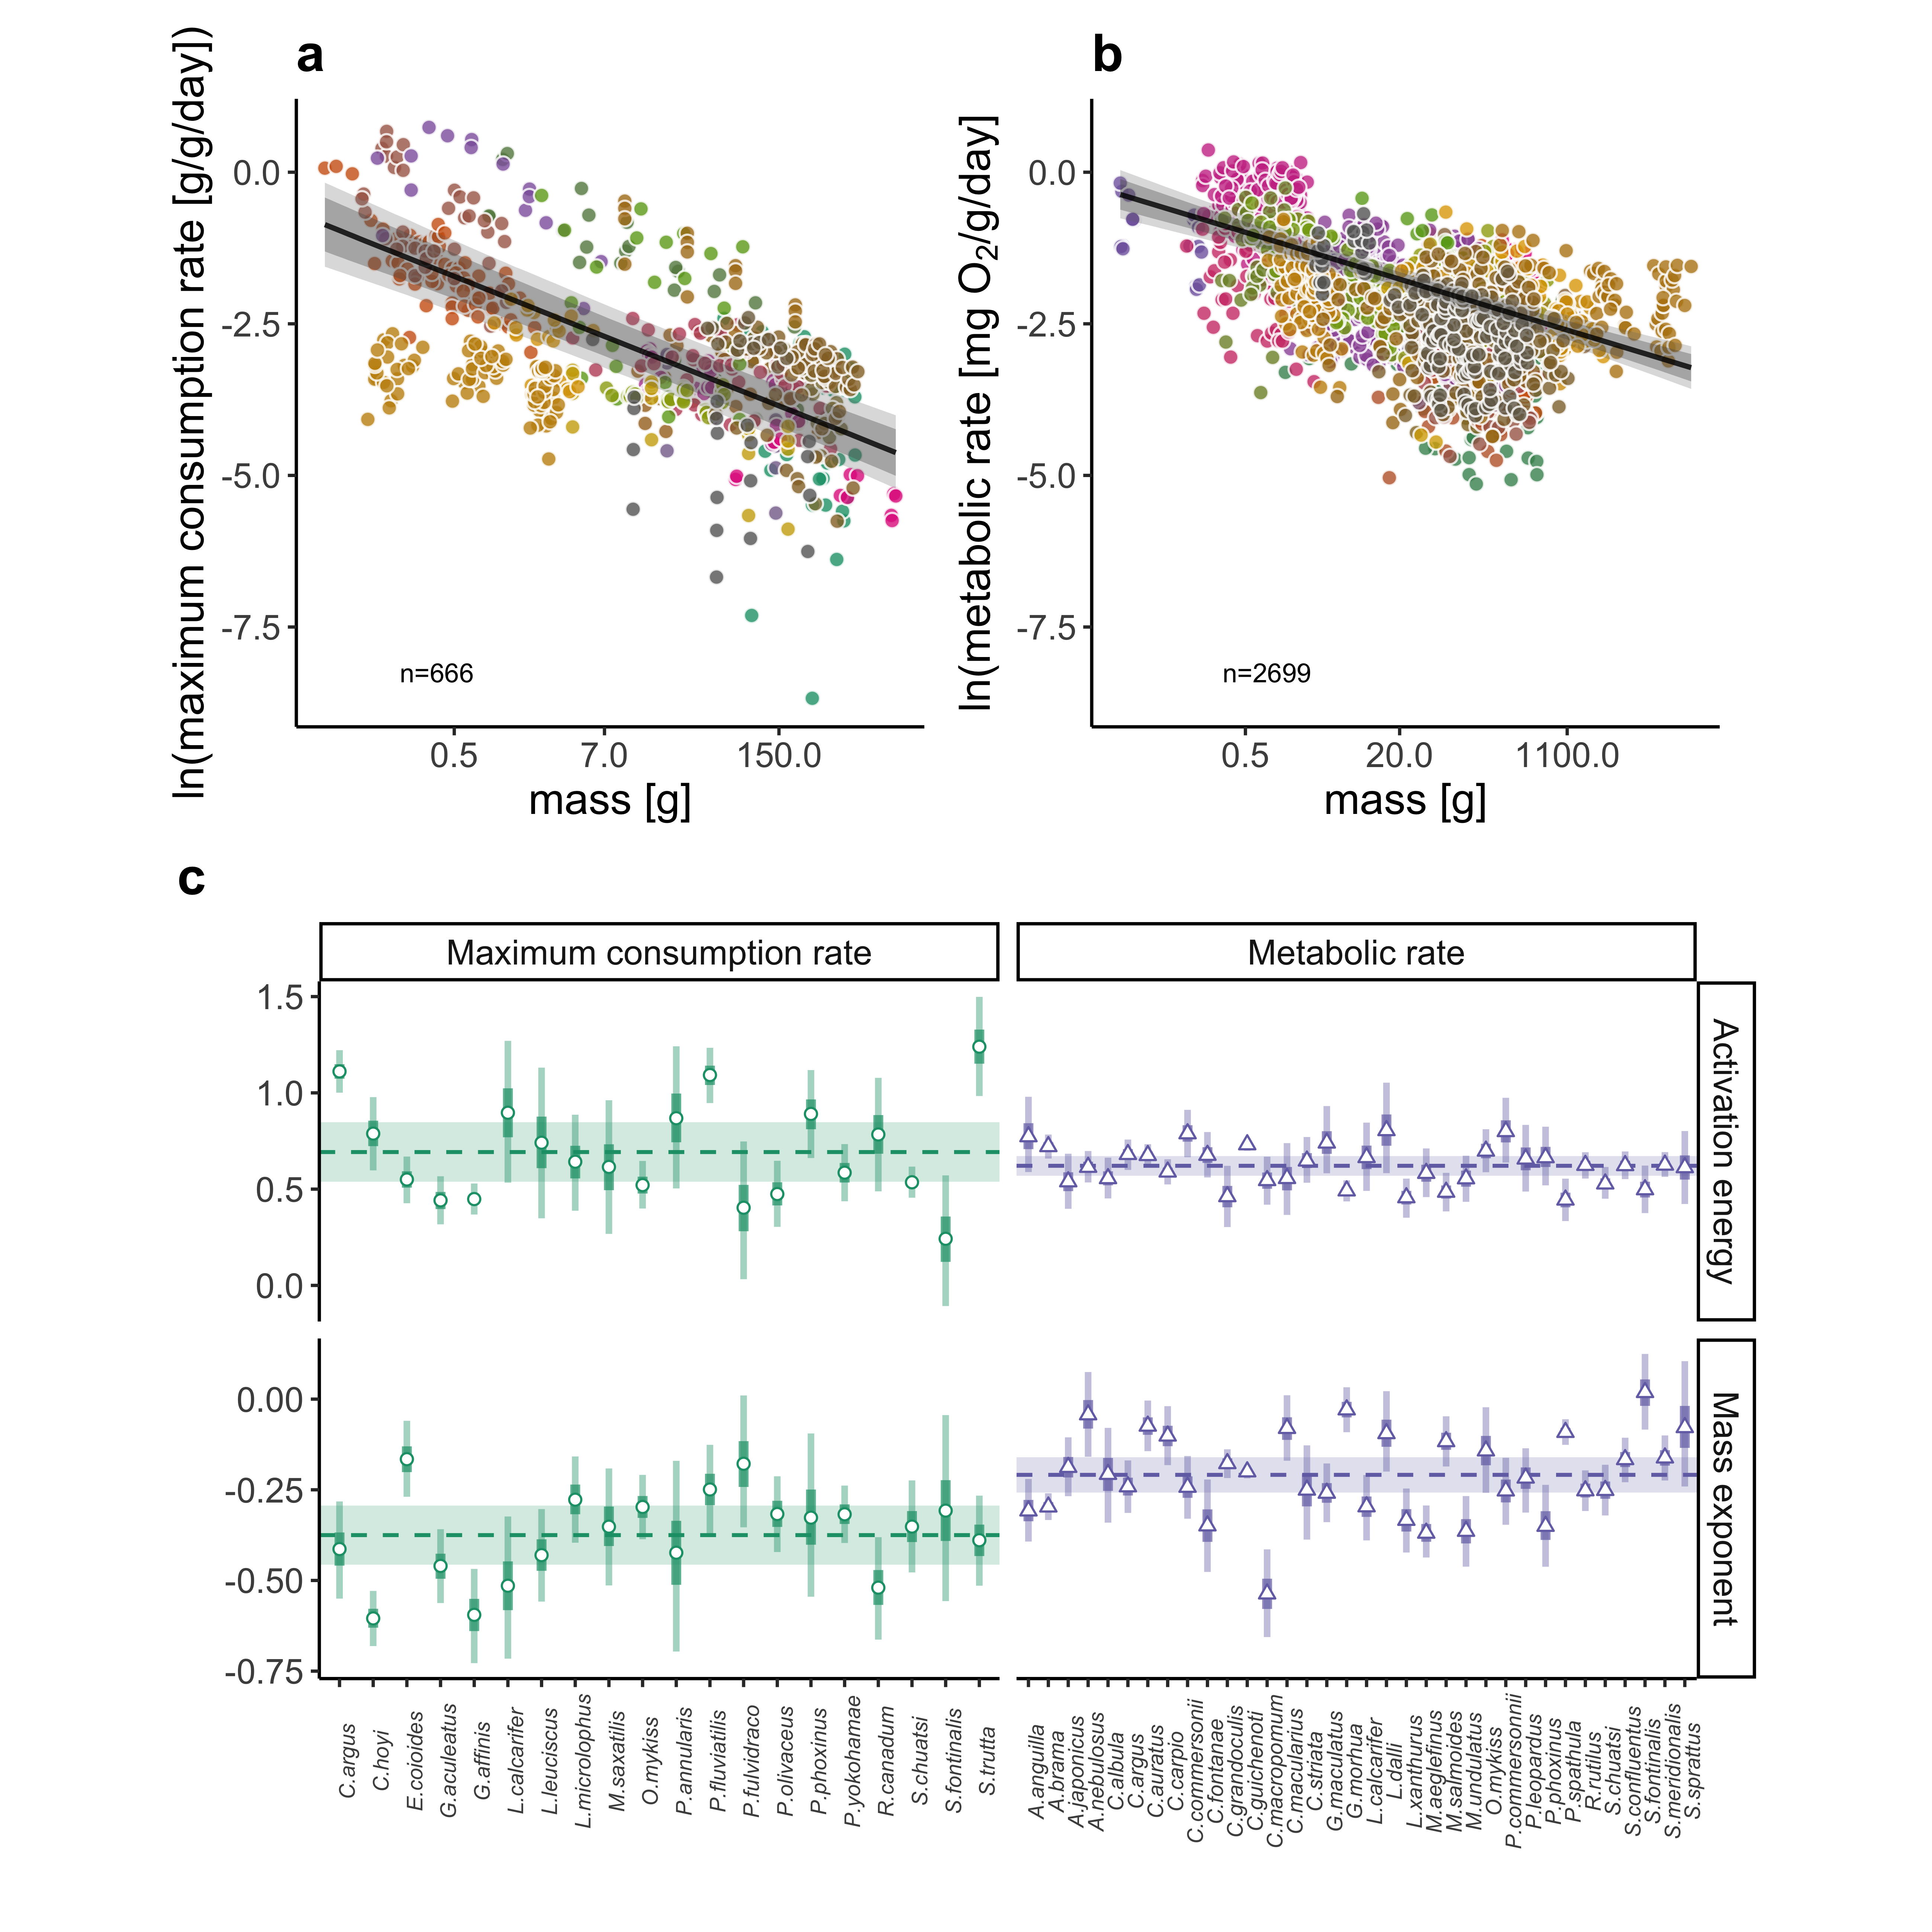 a
b
ln(maximum consumption rate [g/g/day])
0.0
-2.5
-5.0
-7.5
n=666
0.5 7.0 150.0
mass [g]
ln(metabolic rate [mg O2/g/day]
0.0
-2.5
-5.0
-7.5
n=2699
0.5 20.0 1100.0
mass [g]
c
Maximum consumption rate
Metabolic rate
1.5
1.0
0.5
0.0
Activation energy
0.00
-0.25
-0.50
-0.75
Mass exponent
C.argus
C.hoyi
E.coioides
G.aculeatus
G.affinis
L.calcarifer
L.leuciscus
L.microlophus
M.saxatilis
O.mykiss
P.annularis
P.fluviatilis
P.fulvidraco
P.olivaceus
P.phoxinus
P.yokohamae
R.canadum
S.chuatsi
S.fontinalis
S.trutta
A.anguilla
A.brama
A.japonicus
A.nebulosus
C.albula
C.argus
C.auratus
C.carpio
C.commersonii
C.fontanae
C.grandoculis
C.guichenoti
C.macropomum
C.macularius
C.striata
G.maculatus
G.morhua
L.calcarifer
L.dalli
L.xanthurus
M.aeglefinus
M.salmoides
M.undulatus
O.mykiss
P.commersonnii
P.leopardus
P.phoxinus
P.spathula
R.rutilus
S.chuatsi
S.confluentus
S.fontinalis
S.meridionalis
S.sprattus